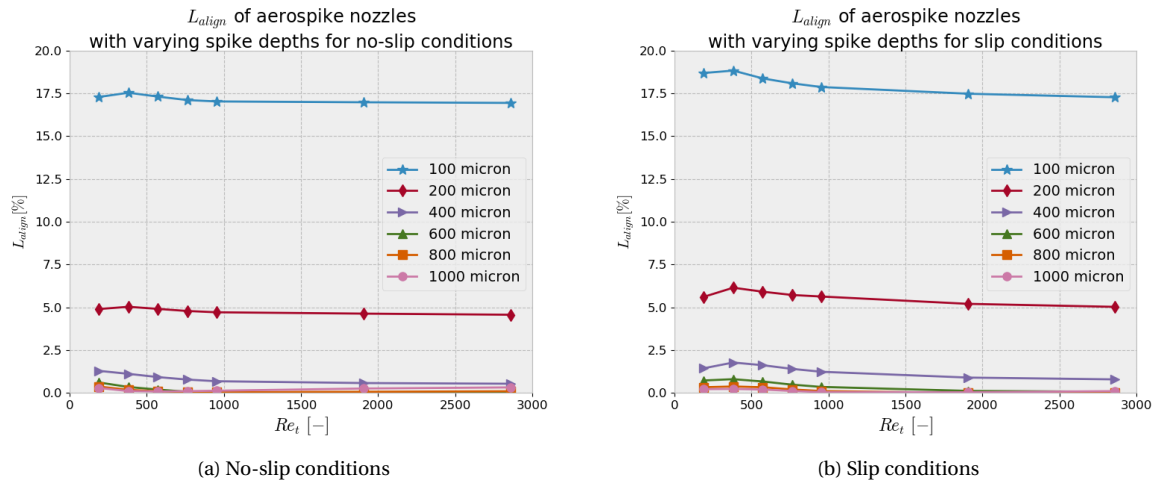 L_align of aerospike nozzles
with varying spike depths for no-slip conditions
20.0
17.5
15.0
12.5
10.0
7.5
5.0
2.5
0.0
L_align[%]
100 micron
200 micron
400 micron
600 micron
800 micron
1000 micron
0 500 1000 1500 2000 2500 3000
Re_t [−]
(a) No-slip conditions
L_align of aerospike nozzles
with varying spike depths for slip conditions
20.0
17.5
15.0
12.5
10.0
7.5
5.0
2.5
0.0
L_align[%]
100 micron
200 micron
400 micron
600 micron
800 micron
1000 micron
0 500 1000 1500 2000 2500 3000
Re_t [−]
(b) Slip conditions